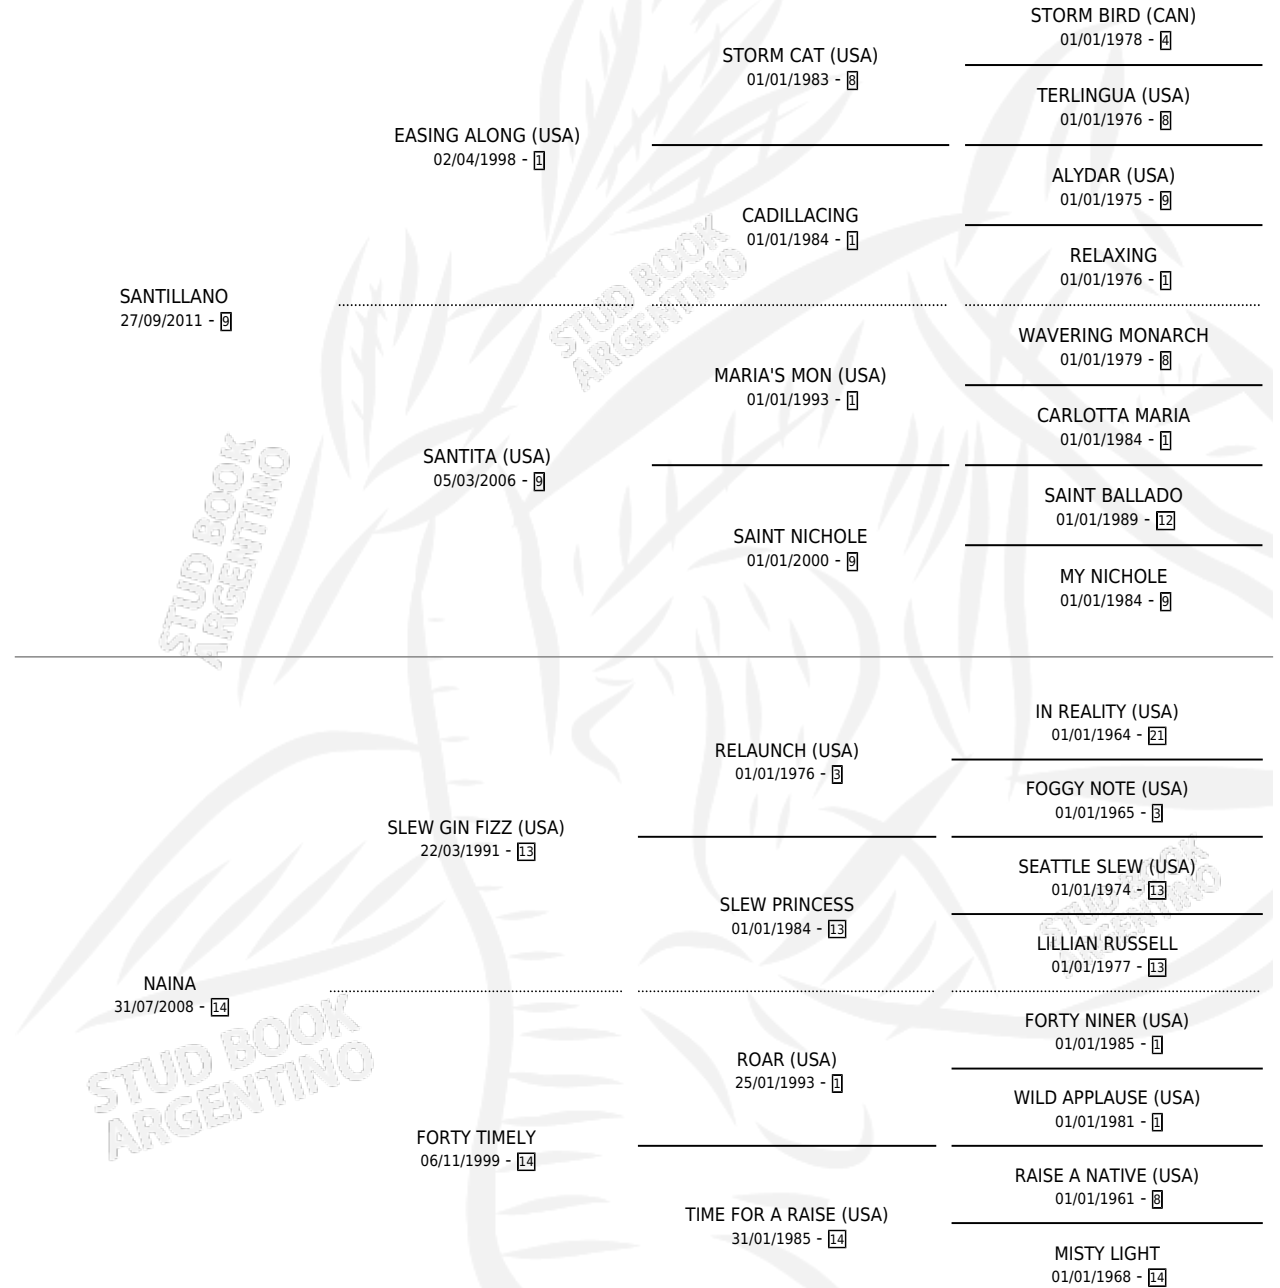 STORM BIRD (CAN)
01/01/1978 - 4
STORM CAT (USA)
01/01/1983 - 8
TERLINGUA (USA)
01/01/1976 - 8
EASING ALONG (USA)
02/04/1998 - 1
ALYDAR (USA)
01/01/1975 - 9
CADILLACING
01/01/1984 - 1
RELAXING
01/01/1976 - 1
SANTILLANO
27/09/2011 - 9
WAVERING MONARCH
01/01/1979 - 8
MARIA'S MON (USA)
01/01/1993 - 1
CARLOTTA MARIA
01/01/1984 - 1
SANTITA (USA)
05/03/2006 - 9
SAINT BALLADO
01/01/1989 - 12
SAINT NICHOLE
01/01/2000 - 9
MY NICHOLE
01/01/1984 - 9
STUD BOOK
ARGENTINO
STUD BOOK
ARGENTINO
IN REALITY (USA)
01/01/1964 - 21
RELAUNCH (USA)
01/01/1976 - 3
FOGGY NOTE (USA)
01/01/1965 - 3
SLEW GIN FIZZ (USA)
22/03/1991 - 13
SEATTLE SLEW (USA)
01/01/1974 - 13
SLEW PRINCESS
01/01/1984 - 13
LILLIAN RUSSELL
01/01/1977 - 13
STUD BOOK
ARGENTINO
NAINA
31/07/2008 - 14
FORTY NINER (USA)
01/01/1985 - 1
ROAR (USA)
25/01/1993 - 1
WILD APPLAUSE (USA)
01/01/1981 - 1
STUD BOOK
ARGENTINO
FORTY TIMELY
06/11/1999 - 14
RAISE A NATIVE (USA)
01/01/1961 - 8
TIME FOR A RAISE (USA)
31/01/1985 - 14
MISTY LIGHT
01/01/1968 - 14